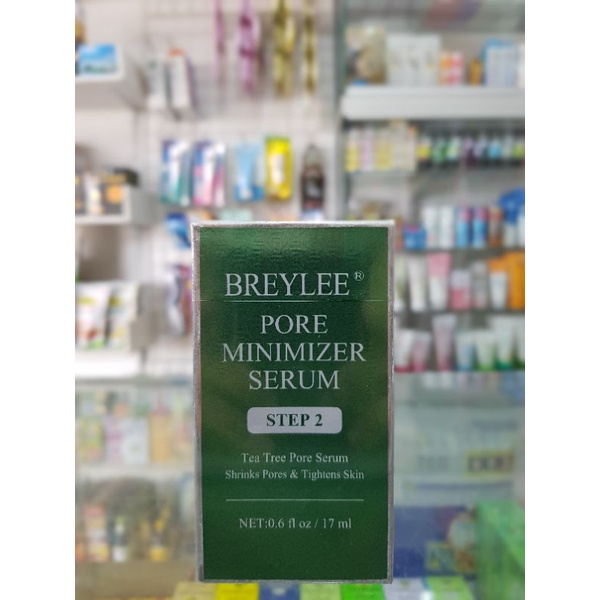 BREYLEE®
PORE
MINIMIZER
SERUM
STEP 2
Tea Tree Pore Serum
Shrinks Pores & Tightens Skin
NET:0.6 fl oz / 17 ml